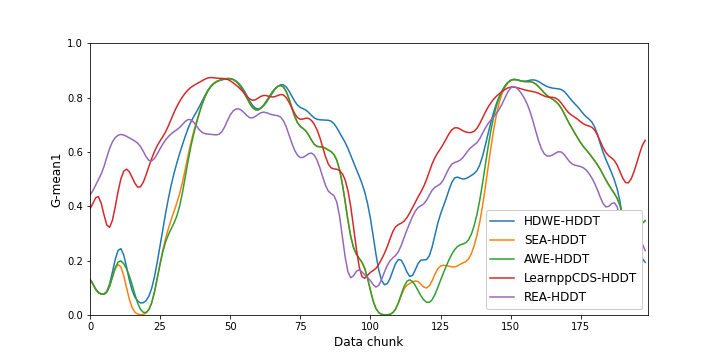 1.0
0.8
0.6
0.4
0.2
0.0
G-mean1
0 25 50 75 100 125 150 175
Data chunk
HDWE-HDDT
SEA-HDDT
AWE-HDDT
LearnppCDS-HDDT
REA-HDDT